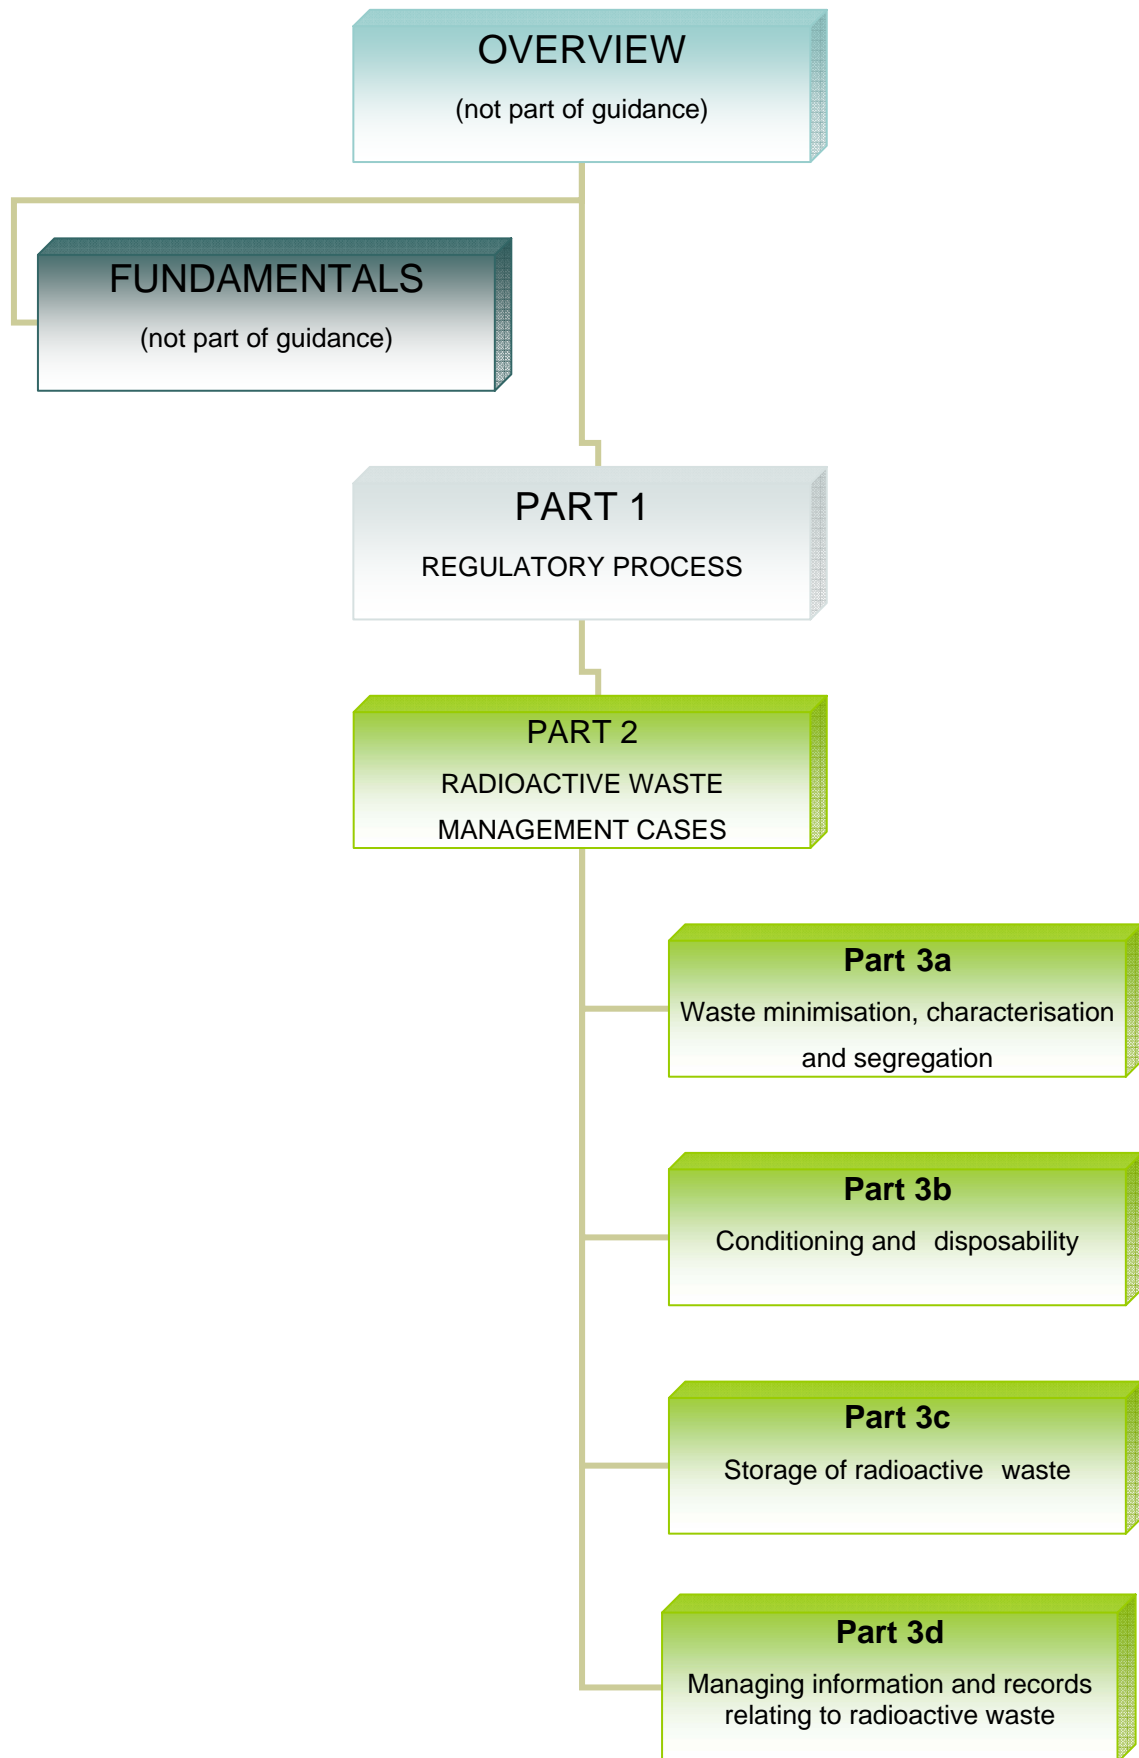 OVERVIEW
(not part of guidance)
FUNDAMENTALS
(not part of guidance)
PART 1
REGULATORY PROCESS
PART 2
RADIOACTIVE WASTE
MANAGEMENT CASES
Part 3a
Waste minimisation, characterisation
and segregation
Part 3b
Conditioning and disposability
Part 3c
Storage of radioactive waste
Part 3d
Managing information and records
relating to radioactive waste